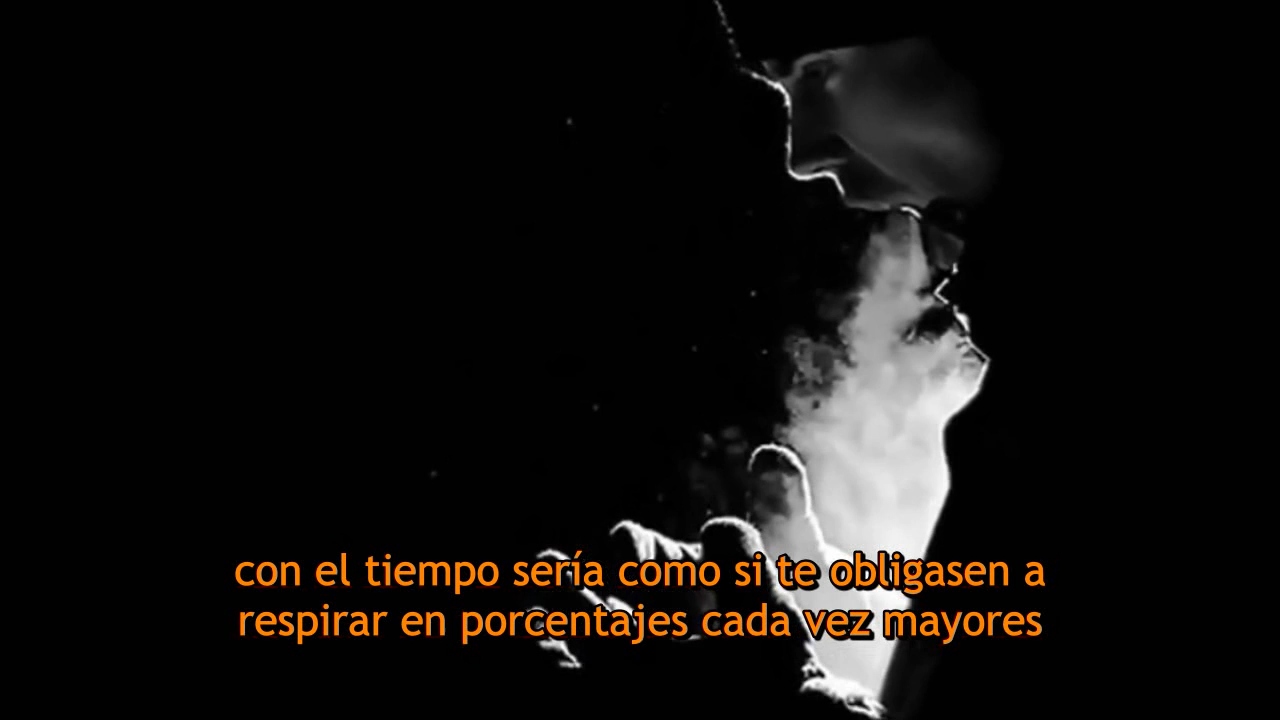 con el tiempo sería como si te obligasen a
respirar en porcentajes cada vez mayores